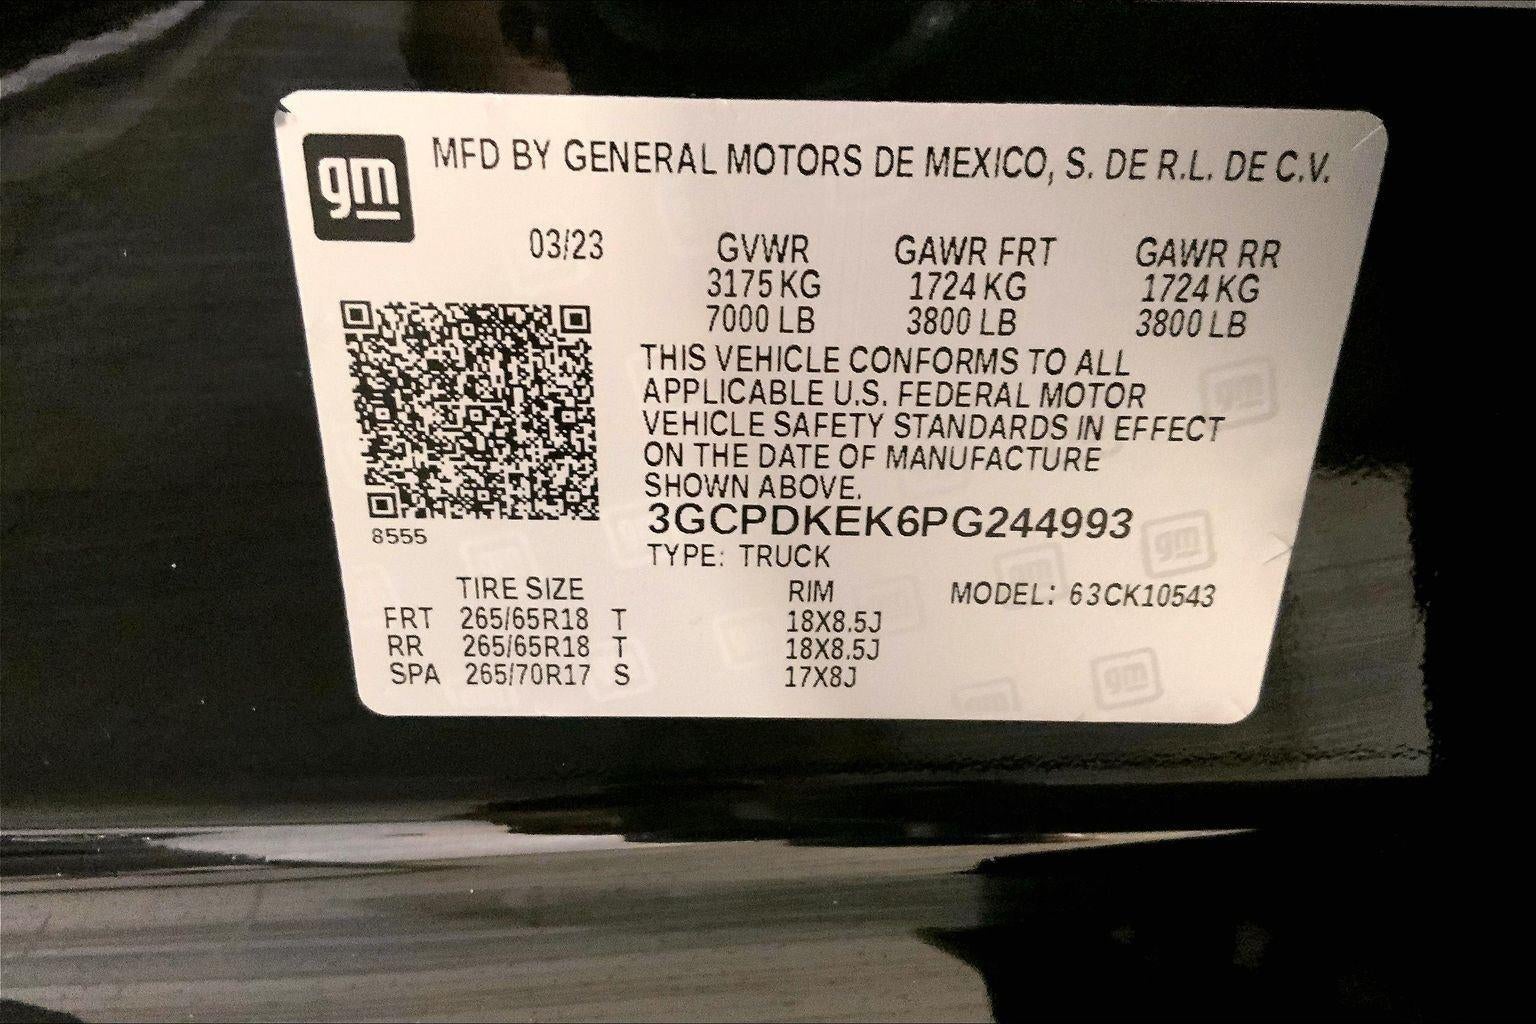 gm MFD BY GENERAL MOTORS DE MEXICO, S. DE R.L. DE C.V.
03/23 GVWR GAWR FRT GAWR RR
3175 KG 1724 KG 1724 KG
7000 LB 3800 LB 3800 LB
THIS VEHICLE CONFORMS TO ALL
APPLICABLE U.S. FEDERAL MOTOR
VEHICLE SAFETY STANDARDS IN EFFECT
ON THE DATE OF MANUFACTURE
SHOWN ABOVE.
3GCPDKEK6PG244993
8555
TYPE: TRUCK
TIRE SIZE RIM MODEL: 63CK10543
FRT 265/65R18 T 18X8.5J
RR 265/65R18 T 18X8.5J
SPA 265/70R17 S 17X8J